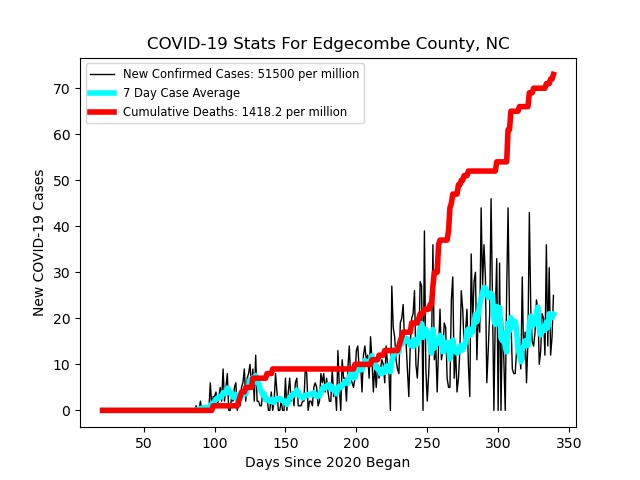 COVID-19 Stats For Edgecombe County, NC
New Confirmed Cases: 51500 per million
7 Day Case Average
Cumulative Deaths: 1418.2 per million
New COVID-19 Cases
70
60
50
40
30
20
10
0
50 100 150 200 250 300 350
Days Since 2020 Began